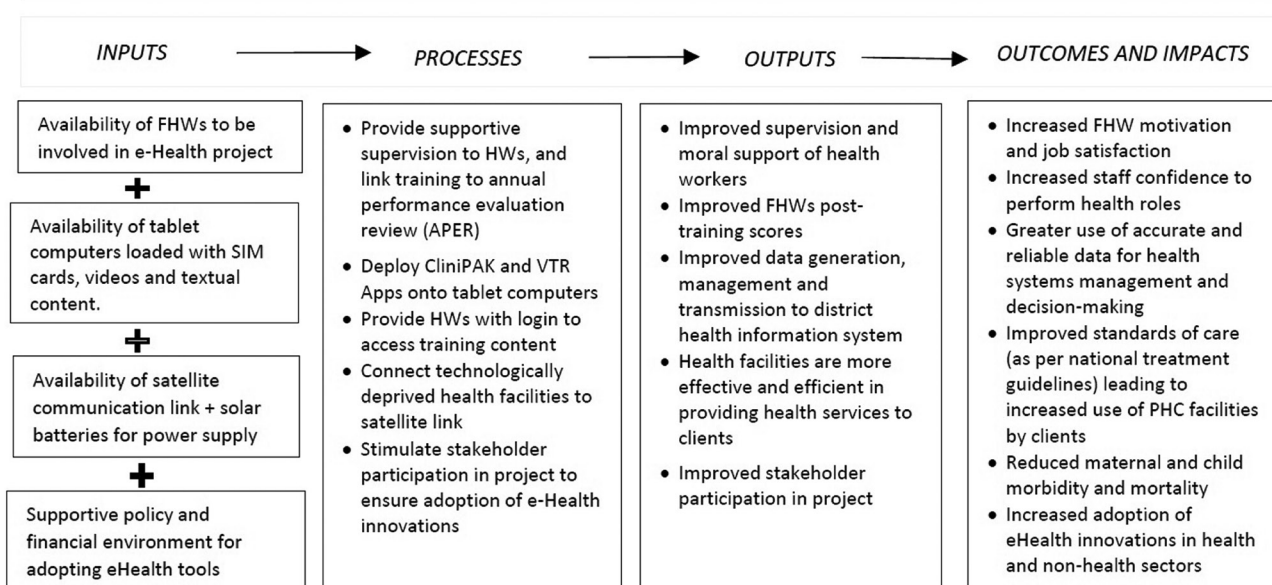 INPUTS
PROCESSES
OUTPUTS
OUTCOMES AND IMPACTS
Availability of FHWs to be
involved in e-Health project
+
Availability of tablet
computers loaded with SIM
cards, videos and textual
content.
+
Availability of satellite
communication link + solar
batteries for power supply
+
Supportive policy and
financial environment for
adopting eHealth tools
• Provide supportive
supervision to HWs, and
link training to annual
performance evaluation
review (APER)
• Deploy CliniPAK and VTR
Apps onto tablet computers
• Provide HWs with login to
access training content
• Connect technologically
deprived health facilities to
satellite link
• Stimulate stakeholder
participation in project to
ensure adoption of e-Health
innovations
• Improved supervision and
moral support of health
workers
• Improved FHWs post-
training scores
• Improved data generation,
management and
transmission to district
health information system
• Health facilities are more
effective and efficient in
providing health services to
clients
• Improved stakeholder
participation in project
• Increased FHW motivation
and job satisfaction
• Increased staff confidence to
perform health roles
• Greater use of accurate and
reliable data for health
systems management and
decision-making
• Improved standards of care
(as per national treatment
guidelines) leading to
increased use of PHC facilities
by clients
• Reduced maternal and child
morbidity and mortality
• Increased adoption of
eHealth innovations in health
and non-health sectors